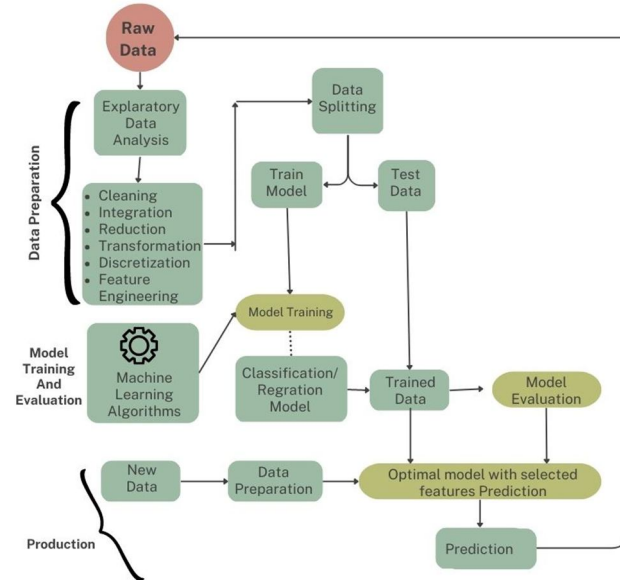 Raw
Data
Explaratory
Data
Analysis
Data Preparation
• Cleaning
• Integration
• Reduction
• Transformation
• Discretization
• Feature
Engineering
Data
Splitting
Train
Model
Test
Data
Model Training
Model
Training
And
Evaluation
Machine
Learning
Algorithms
Classification/
Regration
Model
Trained
Data
Model
Evaluation
New
Data
Data
Preparation
Optimal model with selected
features Prediction
Production
Prediction